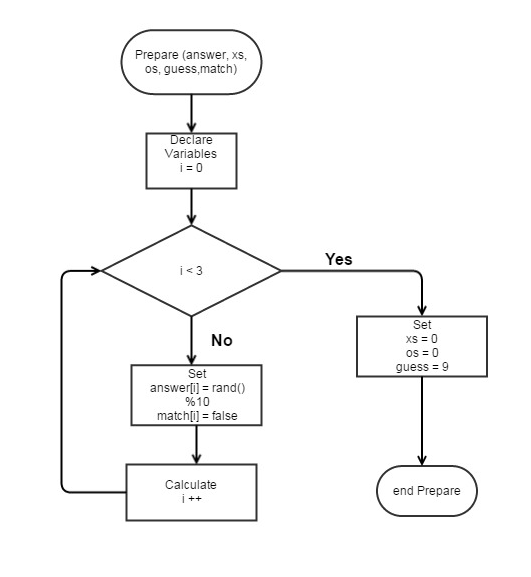 Prepare (answer, xs,
os, guess,match)
Declare
Variables
i = 0
i < 3
Yes
No
Set
xs = 0
os = 0
guess = 9
Set
answer[i] = rand()
%10
match[i] = false
Calculate
i ++
end Prepare